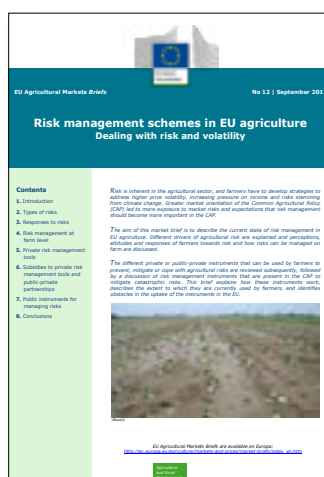 EU Agricultural Markets Briefs
No 12 | September 201
Risk management schemes in EU agriculture
Dealing with risk and volatility
Contents
1. Introduction
2. Types of risks
3. Responses to risks
4. Risk management at
farm level
5. Private risk management
tools
6. Subsidies to private risk
management tools and
public-private
partnerships
7. Public instruments for
managing risks
8. Conclusions
Risk is inherent in the agricultural sector, and farmers have to develop strategies to
address higher price volatility, increasing pressure on income and risks stemming
from climate change. Greater market orientation of the Common Agricultural Policy
(CAP) led to more exposure to market risks and expectations that risk management
should become more important in the CAP.
The aim of this market brief is to describe the current state of risk management in
EU agriculture. Different drivers of agricultural risk are explained and perceptions,
attitudes and responses of farmers towards risk and how risks can be managed on
farm are discussed.
The different private or public-private instruments that can be used by farmers to
prevent, mitigate or cope with agricultural risks are reviewed subsequently, followed
by a discussion of risk management instruments that are present in the CAP to
mitigate catastrophic risks. This brief explains how these instruments work,
describes the extent to which they are currently used by farmers, and identifies
obstacles in the uptake of the instruments in the EU.
EU Agricultural Markets Briefs are available on Europa:
http://ec.europa.eu/agriculture/markets-and-prices/market-briefs/index_en.htm
Agriculture
and Rural